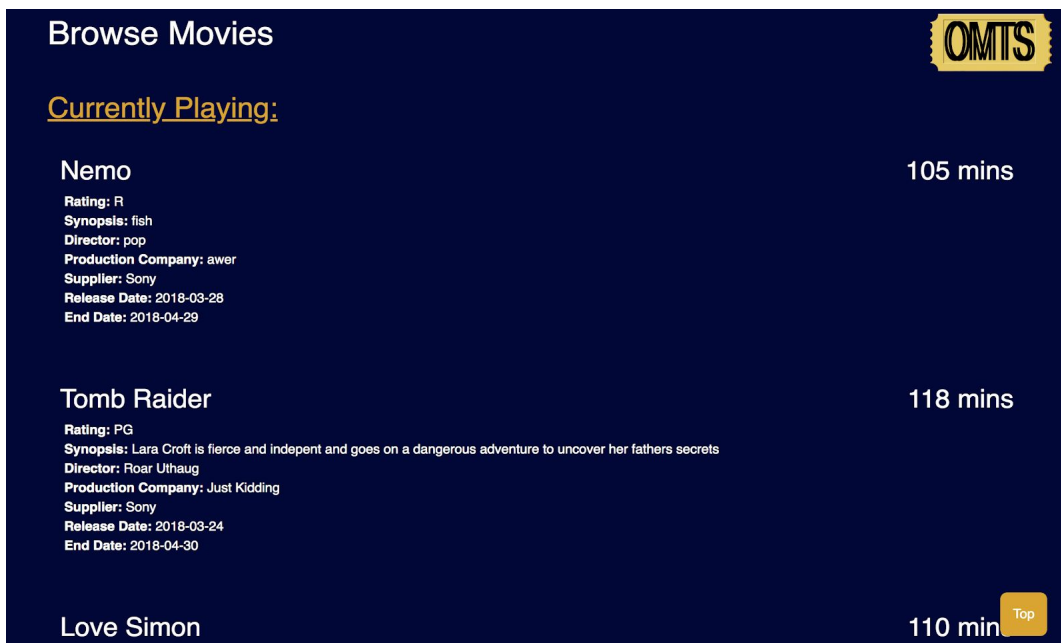 Browse Movies
OMTS
Currently Playing:
Nemo 105 mins
Rating: R
Synopsis: fish
Director: pop
Production Company: awer
Supplier: Sony
Release Date: 2018-03-28
End Date: 2018-04-29
Tomb Raider 118 mins
Rating: PG
Synopsis: Lara Croft is fierce and indepent and goes on a dangerous adventure to uncover her fathers secrets
Director: Roar Uthaug
Production Company: Just Kidding
Supplier: Sony
Release Date: 2018-03-24
End Date: 2018-04-30
Top
Love Simon 110 min